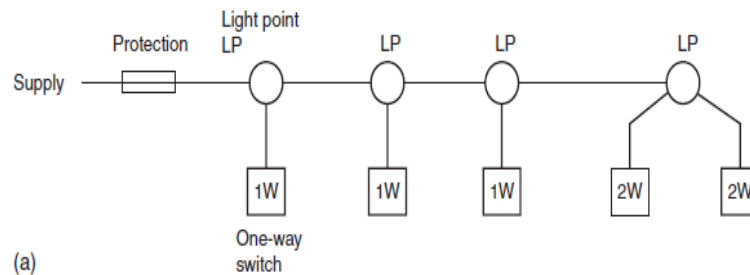 Light point
Protection LP LP LP LP
Supply
1W 1W 1W 2W 2W
One-way
switch
(a)